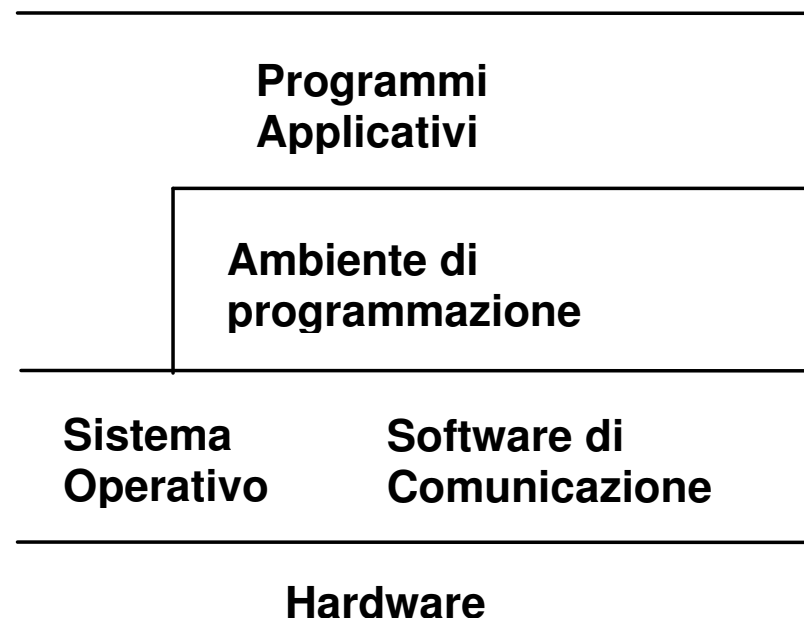 Programmi
Applicativi
Ambiente di
programmazione
Sistema
Operativo
Software di
Comunicazione
Hardware